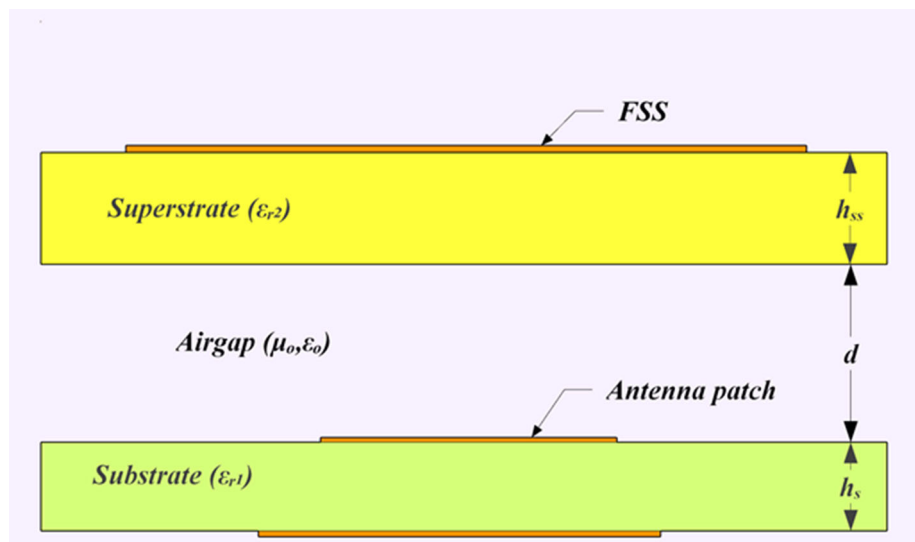 FSS
Superstrate (εr2)
hss
Airgap (μo,εo)
d
Antenna patch
Substrate (εr1)
hs